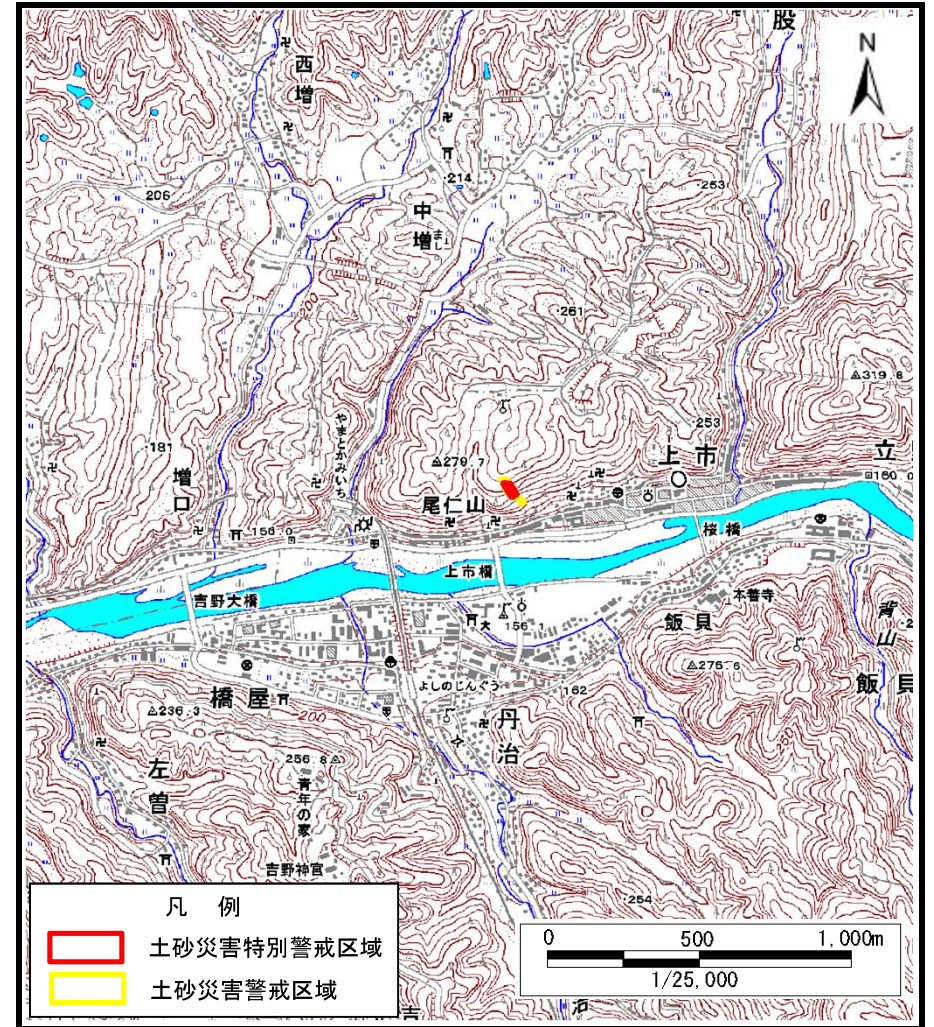 股
N
西増
214
206
253
中増
まし
261
319.8
253
やまとかみいち
181
上市
立
279.7
160.0
増口
尾仁山
156.0
桜橋
上市橋
吉野大橋
本善寺
156.1
飯貝
背山
275.6
よしのじんぐう
162
飯貝
橋屋
200
236.3
丹治
256.8
左曽
青年の家
吉野神宮
254
凡 例
土砂災害特別警戒区域
土砂災害警戒区域
0 500 1,000m
1/25,000
治
吉